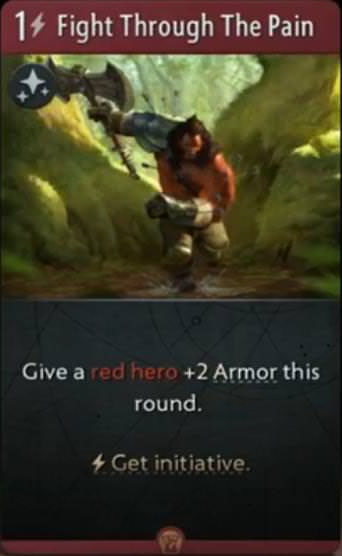 1 Fight Through The Pain
Give a red hero +2 Armor this
round.
Get initiative.